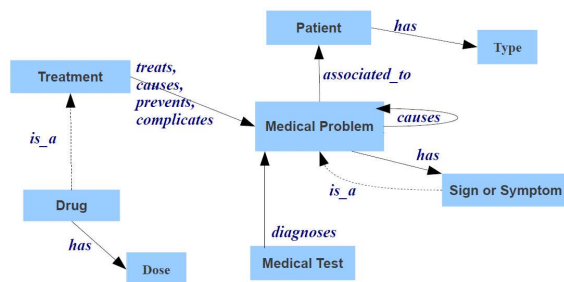 Patient
has
Type
Treatment
treats,
causes,
prevents,
complicates
associated_to
Medical Problem
causes
is_a
has
is_a
Sign or Symptom
Drug
has
diagnoses
Dose
Medical Test